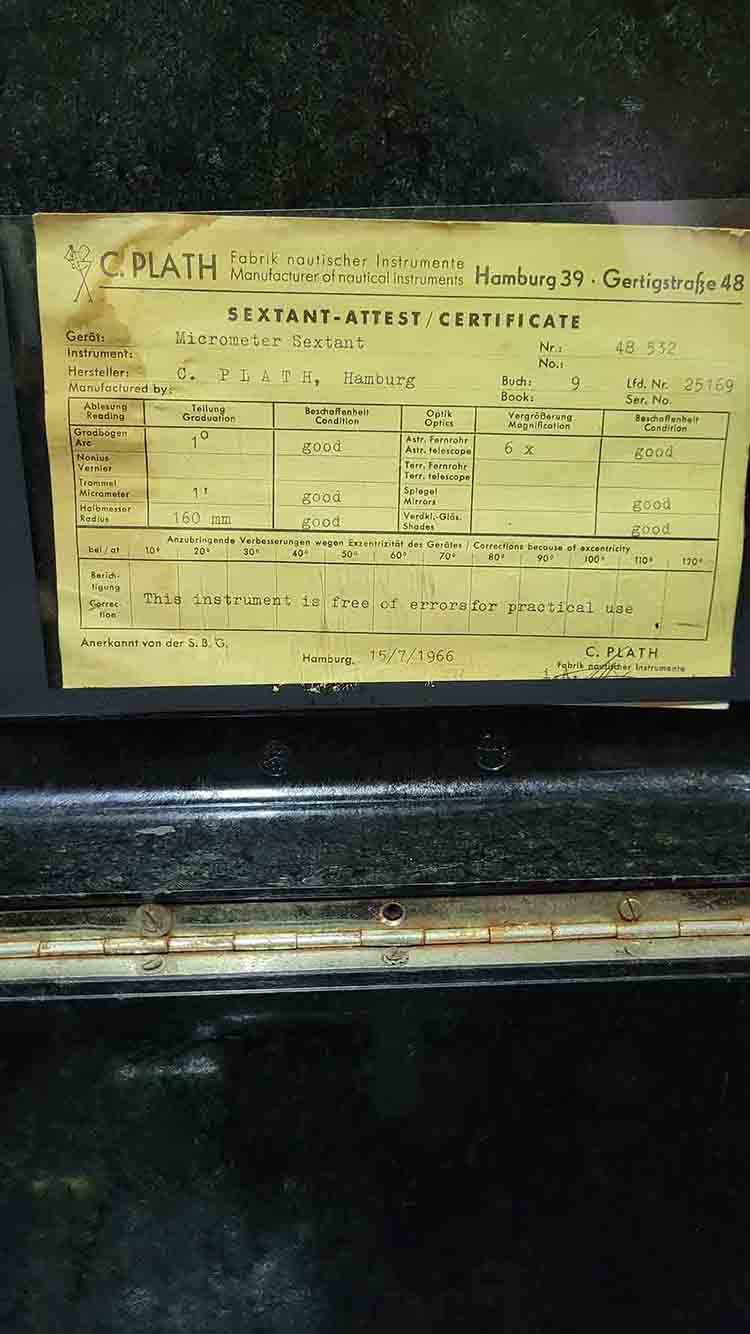 C. PLATH Fabrik nautischer Instrumente
Manufacturer of nautical instruments Hamburg 39 · Gertigstraße 48
SEXTANT-ATTEST/CERTIFICATE
Gerät: Micrometer Sextant Nr.: 48 532
Instrument: No.:
Hersteller: C. PLATH, Hamburg Buch: 9 Lfd. Nr. 25169
Manufactured by: Book: Ser. No.
Ablesung Teilung Beschaffenheit Optik Vergrößerung Beschaffenheit
Reading Graduation Condition Optics Magnification Condition
Gradbogen 1° good Astr. Fernrohr 6 x good
Arc Astr. telescope
Nonius Terr. Fernrohr
Vernier Terr. telescope
Trommel 1' good Spiegel good
Micrometer Mirrors
Halbmesser 160 mm good Verdkl.-Gläs. good
Radius Shades
Anzubringende Verbesserungen wegen Exzentrizität des Gerätes / Corrections because of excentricity
bei / at 10° 20° 30° 40° 50° 60° 70° 80° 90° 100° 110° 120°
Berich-
tigung
Correc-
tion
This instrument is free of errors for practical use
Anerkannt von der S. B. G.
Hamburg, 15/7/1966 C. PLATH
Fabrik nautischer Instrumente